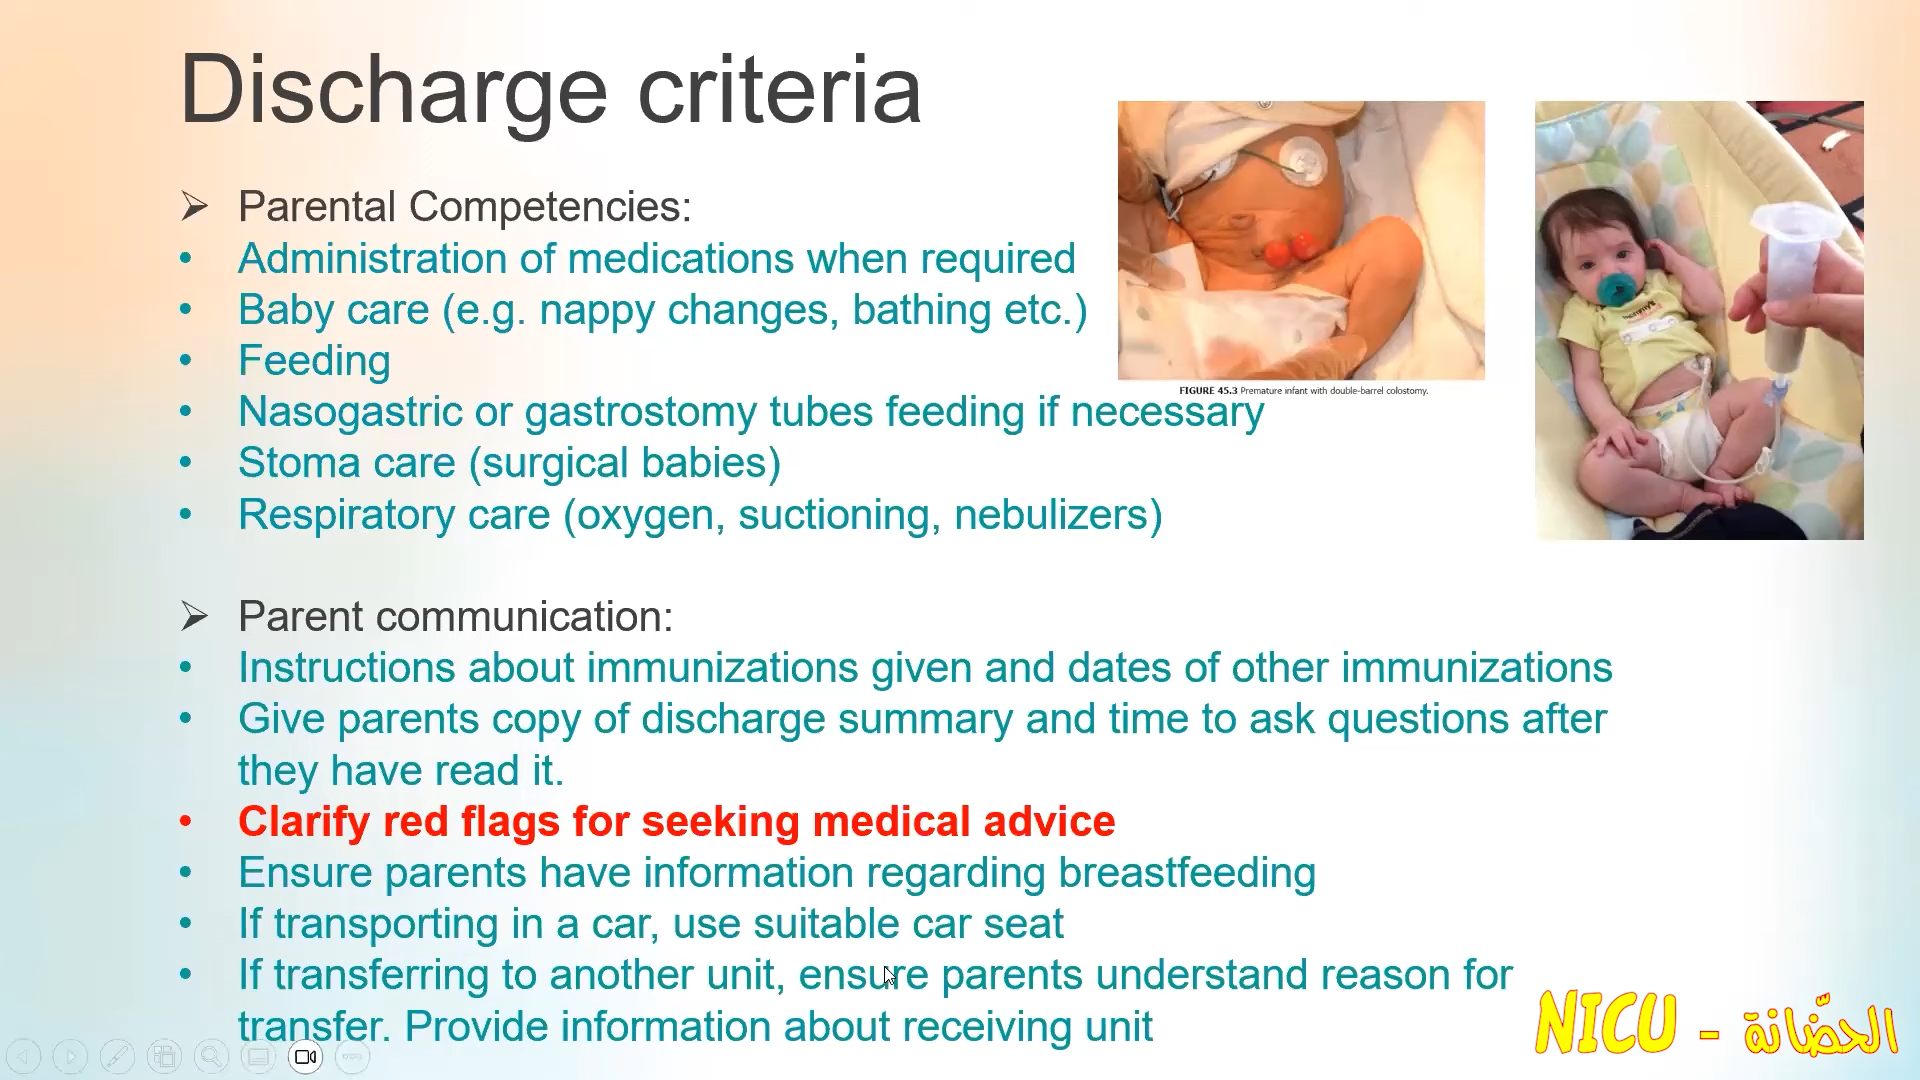 Discharge criteria
Parental Competencies:
• Administration of medications when required
• Baby care (e.g. nappy changes, bathing etc.)
• Feeding
FIGURE 45.3 Premature infant with double-barrel colostomy.
• Nasogastric or gastrostomy tubes feeding if necessary
• Stoma care (surgical babies)
• Respiratory care (oxygen, suctioning, nebulizers)
Parent communication:
• Instructions about immunizations given and dates of other immunizations
• Give parents copy of discharge summary and time to ask questions after
they have read it.
• Clarify red flags for seeking medical advice
• Ensure parents have information regarding breastfeeding
• If transporting in a car, use suitable car seat
• If transferring to another unit, ensure parents understand reason for
transfer. Provide information about receiving unit
NICU - الحضّانة